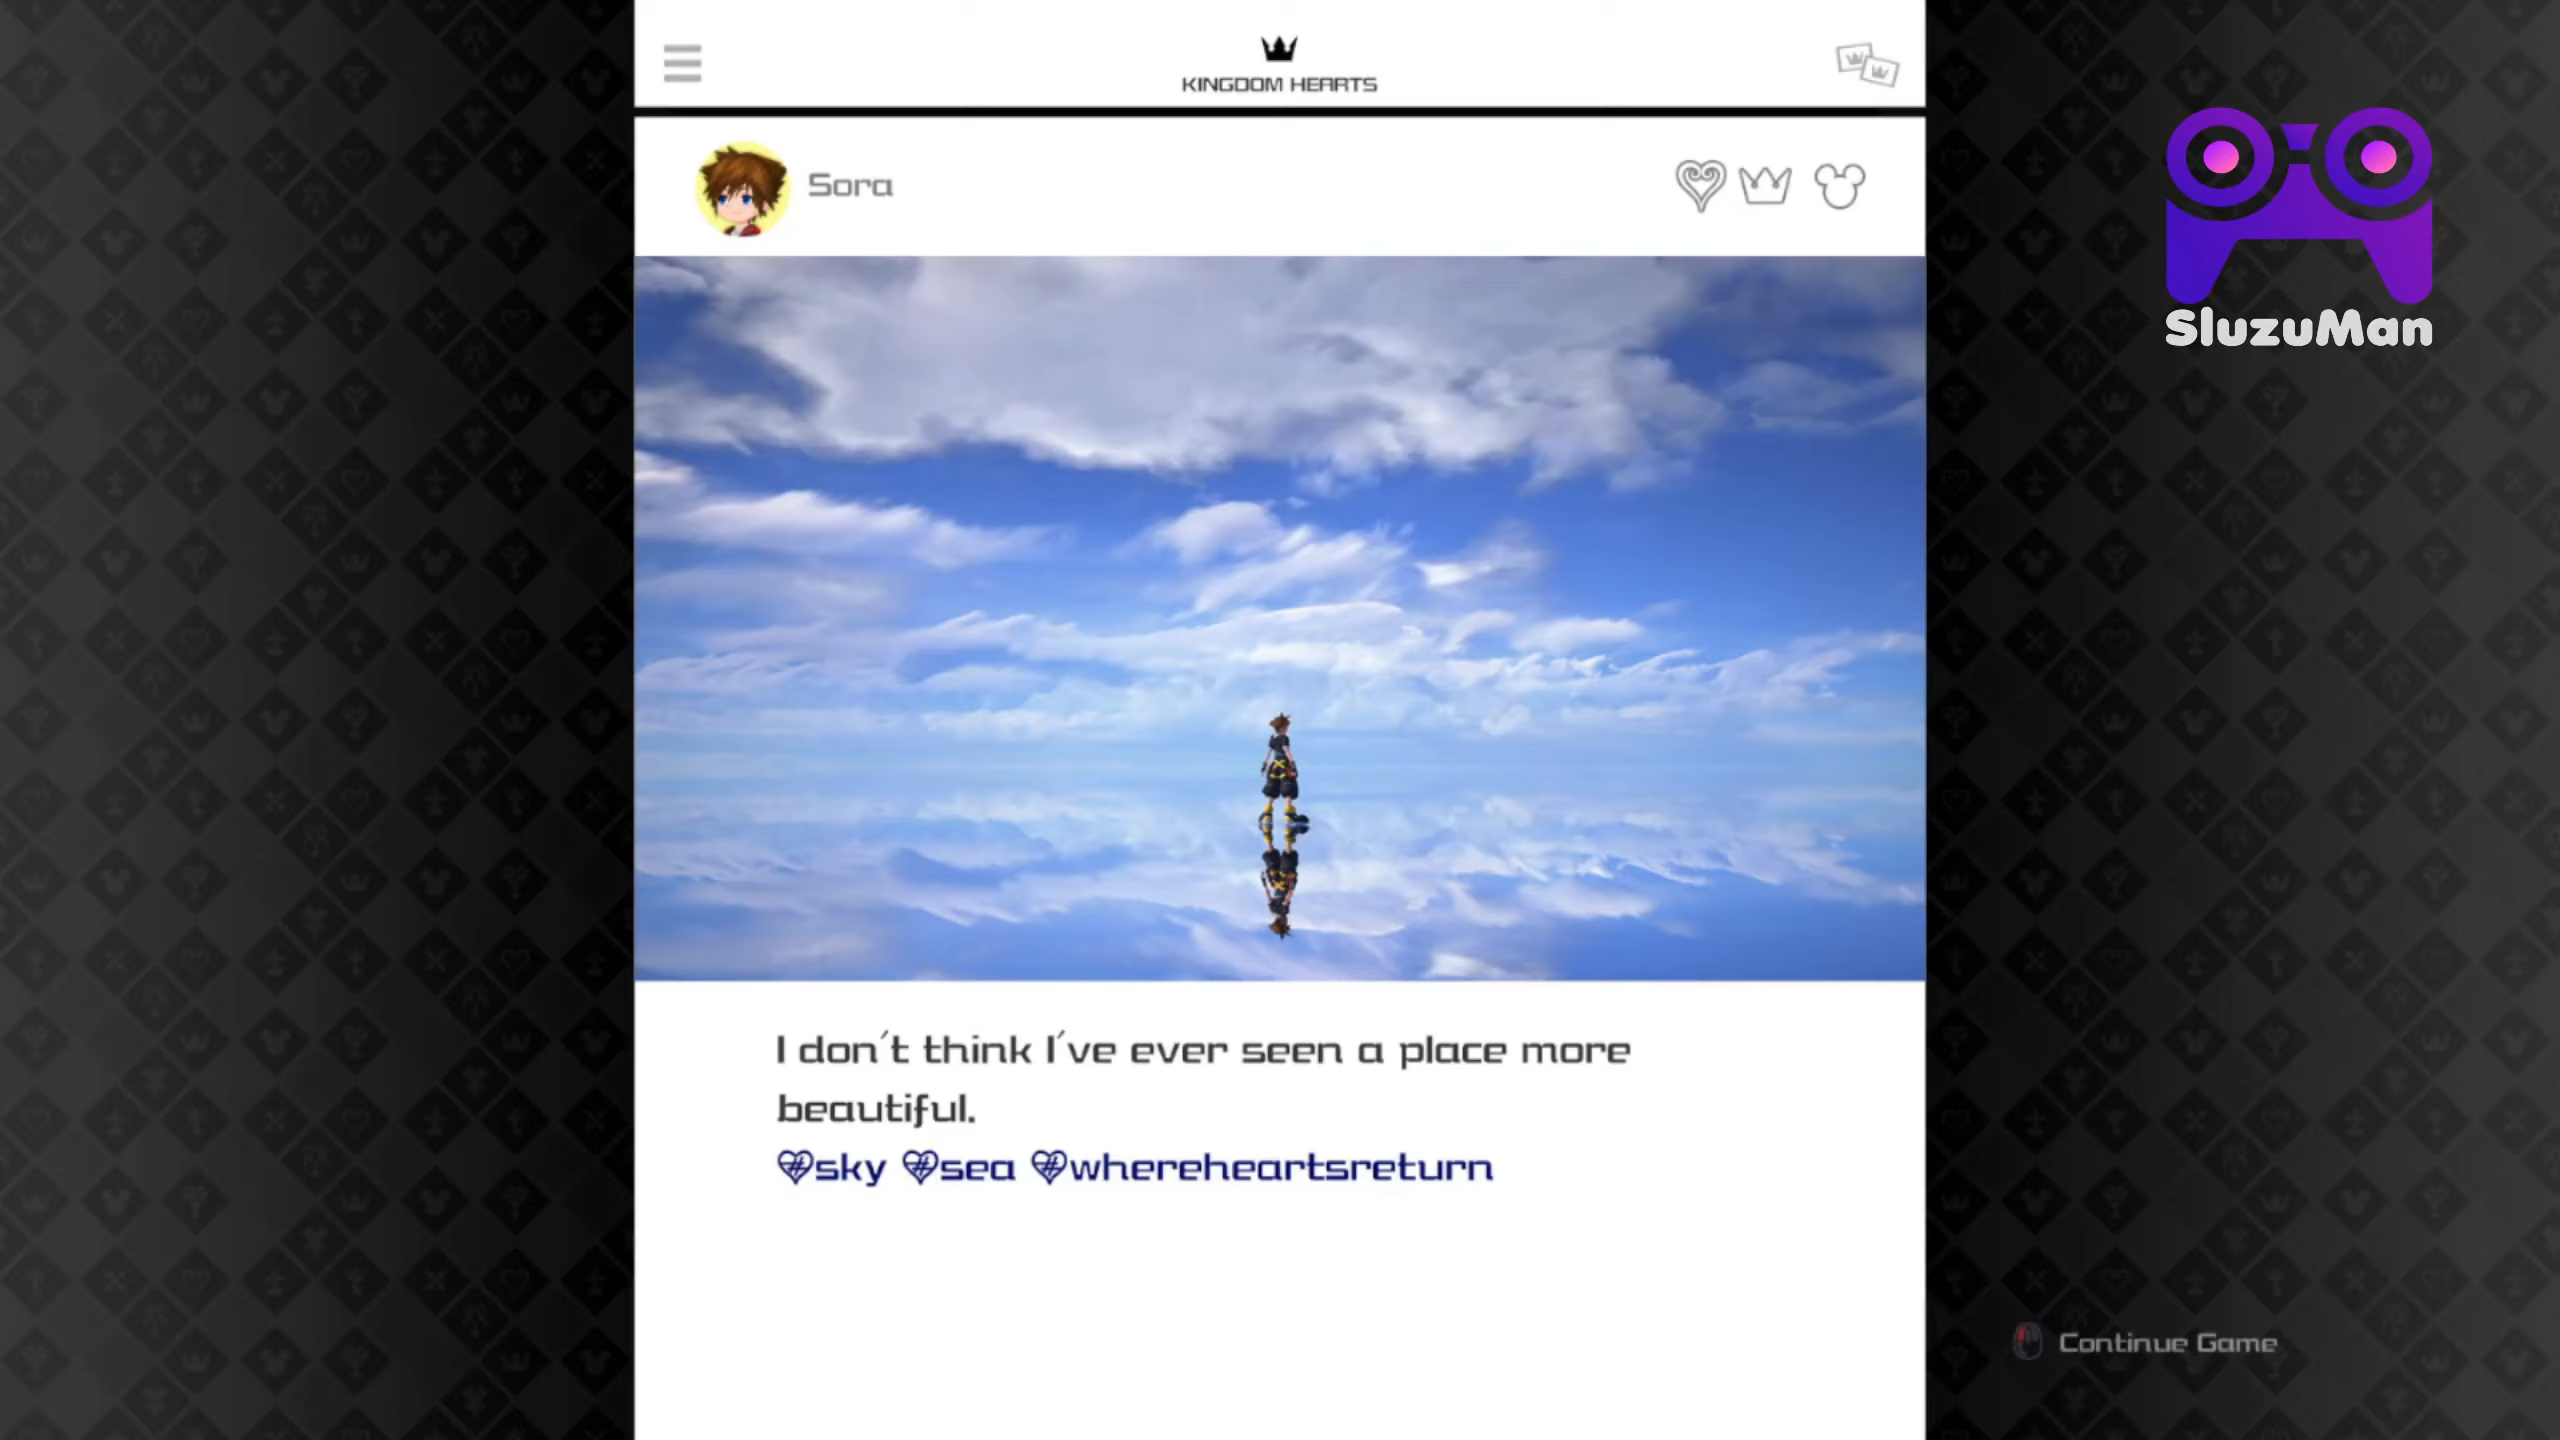 KINGDOM HEARTS
Sora
SluzuMan
I don't think I've ever seen a place more
beautiful.
#sky #sea #whereheartsreturn
Continue Game